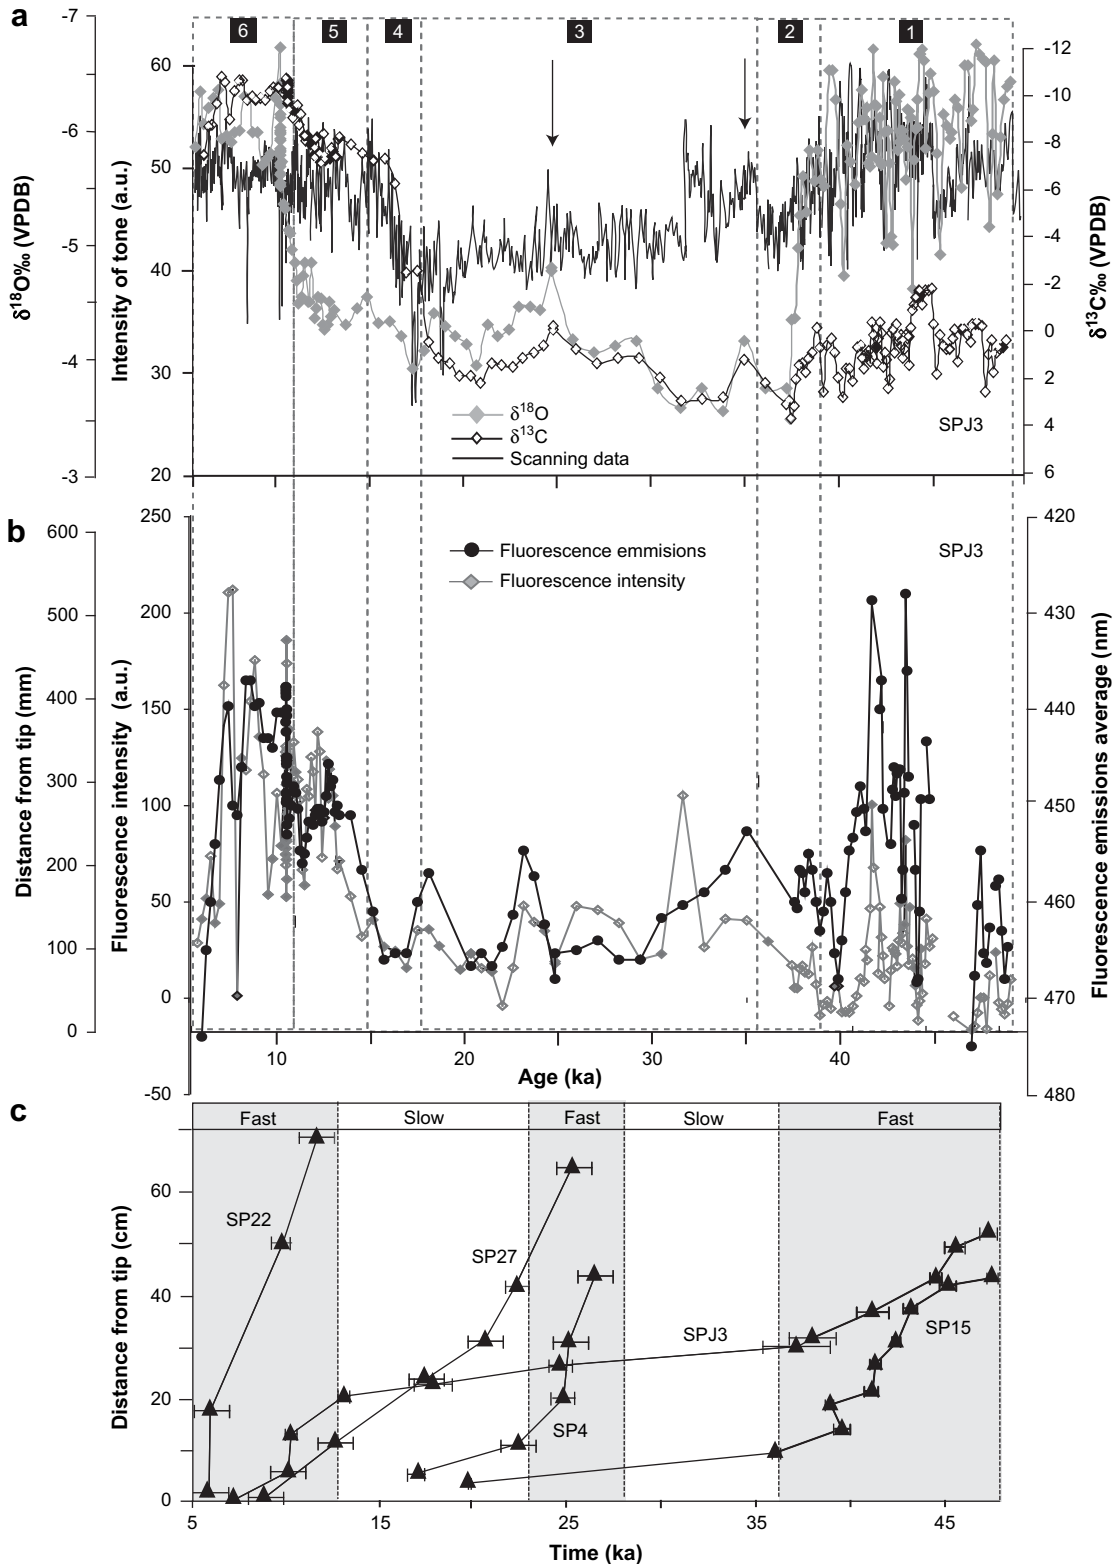 a
-7
-6
-5
-4
-3
δ18O‰ (VPDB)
60
50
40
30
20
Intensity of tone (a.u.)
6
5
4
3
2
1
-12
-10
-8
-6
-4
-2
0
2
4
6
δ13C‰ (VPDB)
δ18O
δ13C
Scanning data
SPJ3
b
600
500
400
300
200
100
0
Distance from tip (mm)
250
200
150
100
50
0
-50
Fluorescence intensity (a.u.)
Fluorescence emmisions
Fluorescence intensity
SPJ3
420
430
440
450
460
470
480
Fluorescence emissions average (nm)
10
20
30
40
Age (ka)
c
Fast
Slow
Fast
Slow
Fast
60
40
20
0
Distance from tip (cm)
SP22
SP27
SPJ3
SP15
SP4
5
15
25
35
45
Time (ka)